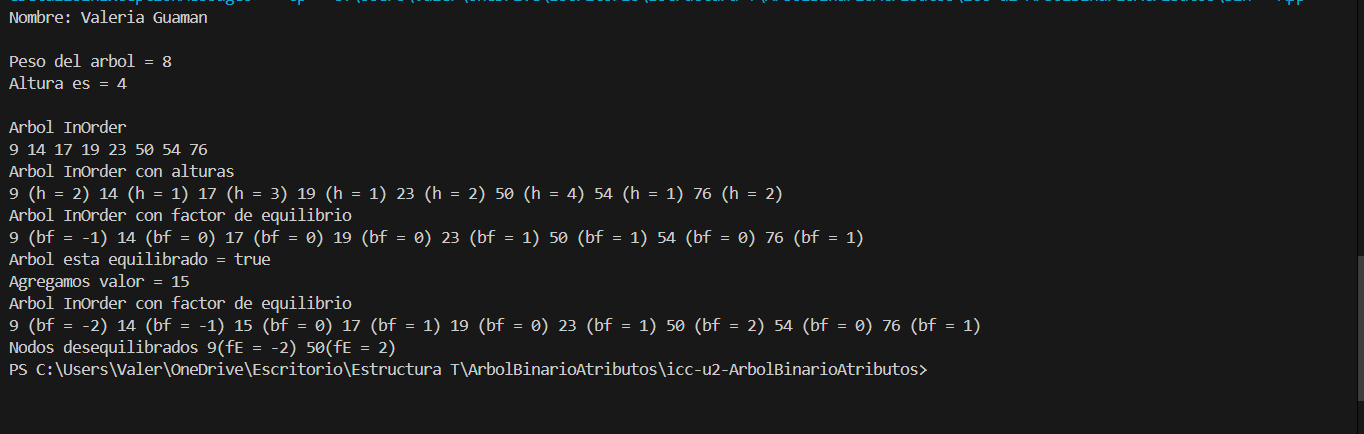 Nombre: Valeria Guaman
Peso del arbol = 8
Altura es = 4
Arbol InOrder
9 14 17 19 23 50 54 76
Arbol InOrder con alturas
9 (h = 2) 14 (h = 1) 17 (h = 3) 19 (h = 1) 23 (h = 2) 50 (h = 4) 54 (h = 1) 76 (h = 2)
Arbol InOrder con factor de equilibrio
9 (bf = -1) 14 (bf = 0) 17 (bf = 0) 19 (bf = 0) 23 (bf = 1) 50 (bf = 1) 54 (bf = 0) 76 (bf = 1)
Arbol esta equilibrado = true
Agregamos valor = 15
Arbol InOrder con factor de equilibrio
9 (bf = -2) 14 (bf = -1) 15 (bf = 0) 17 (bf = 1) 19 (bf = 0) 23 (bf = 1) 50 (bf = 2) 54 (bf = 0) 76 (bf = 1)
Nodos desequilibrados 9(fE = -2) 50(fE = 2)
PS C:\Users\Valer\OneDrive\Escritorio\Estructura T\ArbolBinarioAtributos\icc-u2-ArbolBinarioAtributos>